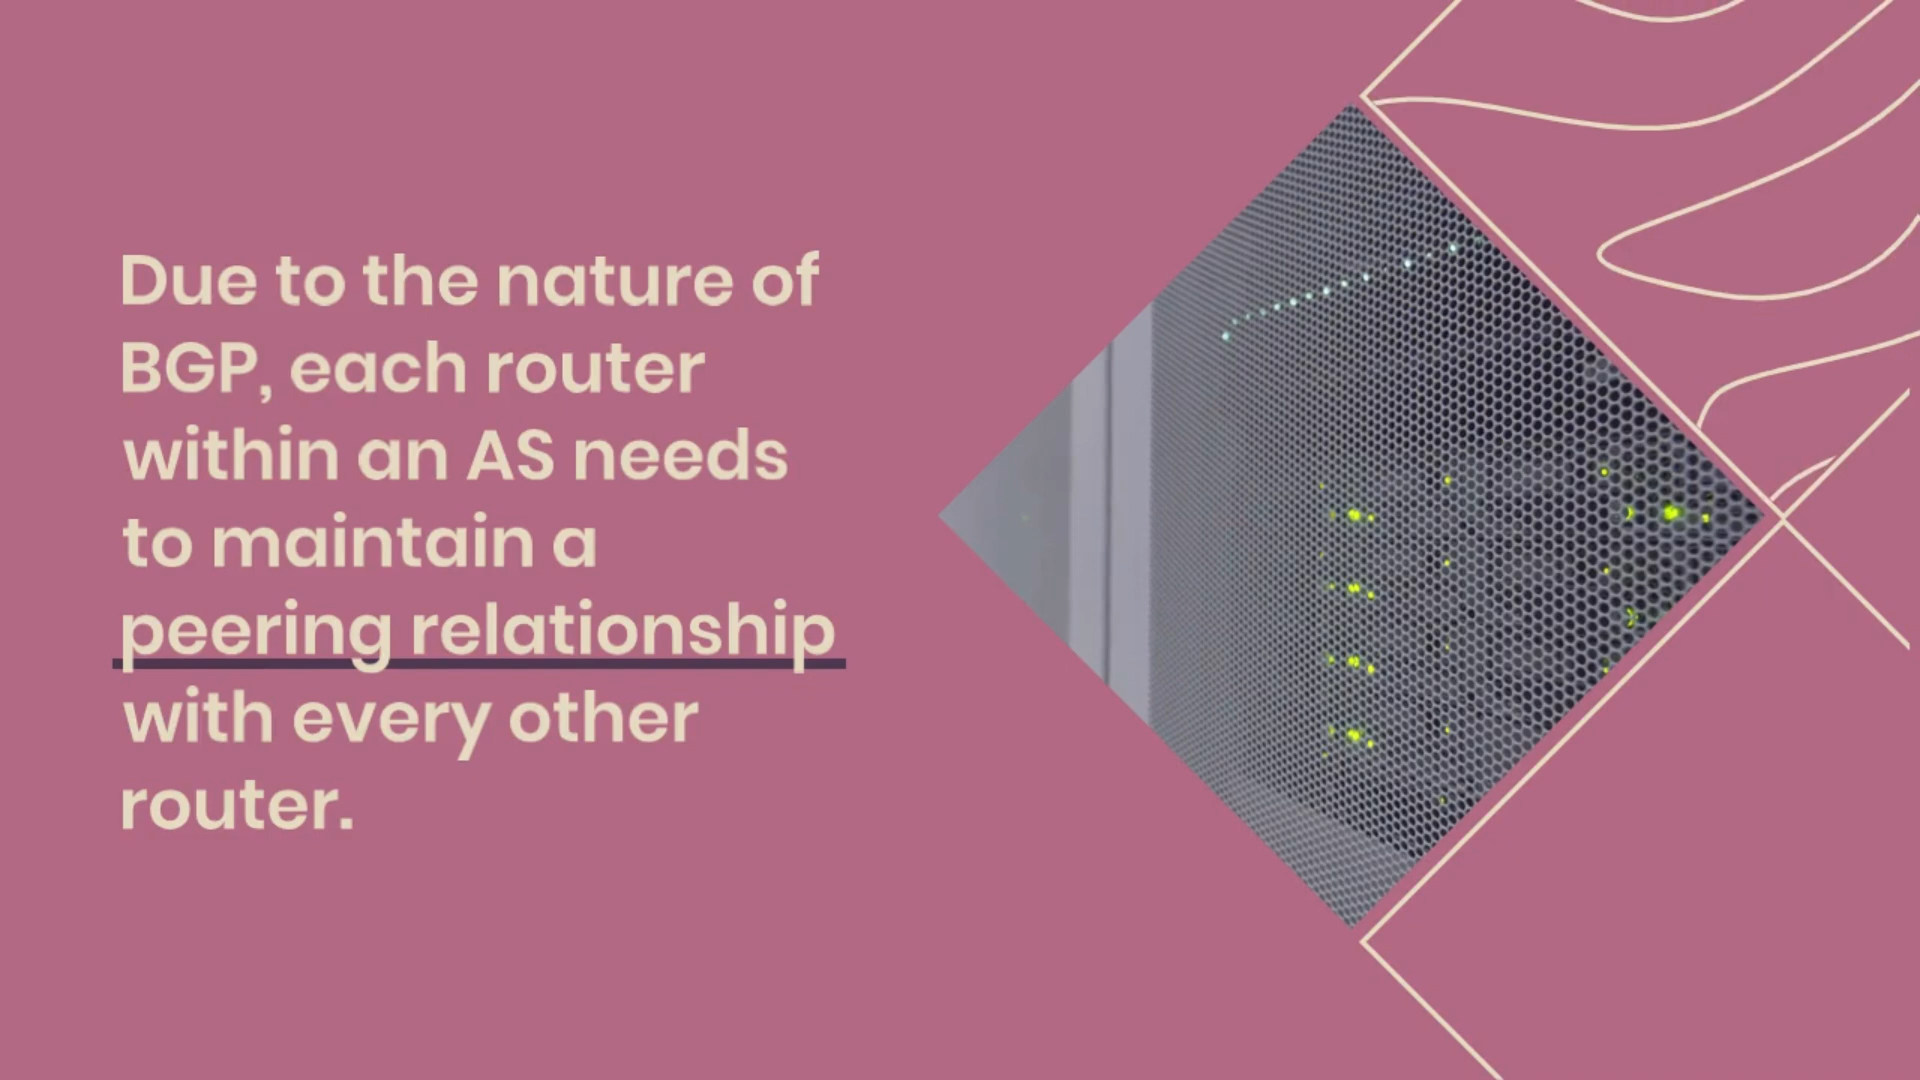 Due to the nature of
BGP, each router
within an AS needs
to maintain a
peering relationship
with every other
router.